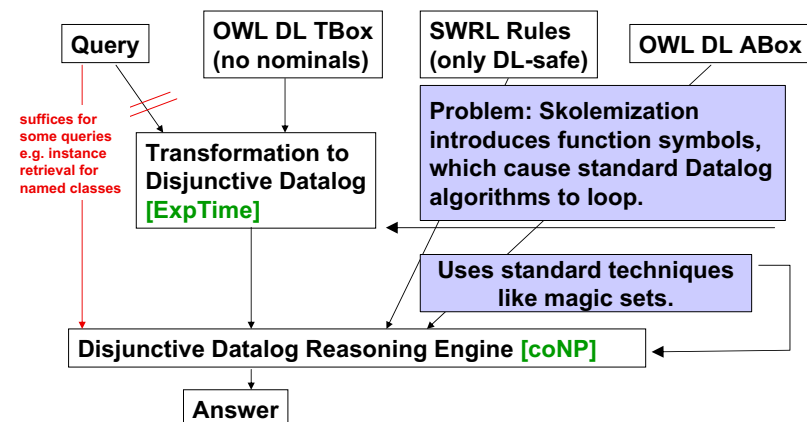 Query
OWL DL TBox
(no nominals)
SWRL Rules
(only DL-safe)
OWL DL ABox
suffices for
some queries
e.g. instance
retrieval for
named classes
Transformation to
Disjunctive Datalog
[ExpTime]
Problem: Skolemization
introduces function symbols,
which cause standard Datalog
algorithms to loop.
Uses standard techniques
like magic sets.
Disjunctive Datalog Reasoning Engine [coNP]
Answer